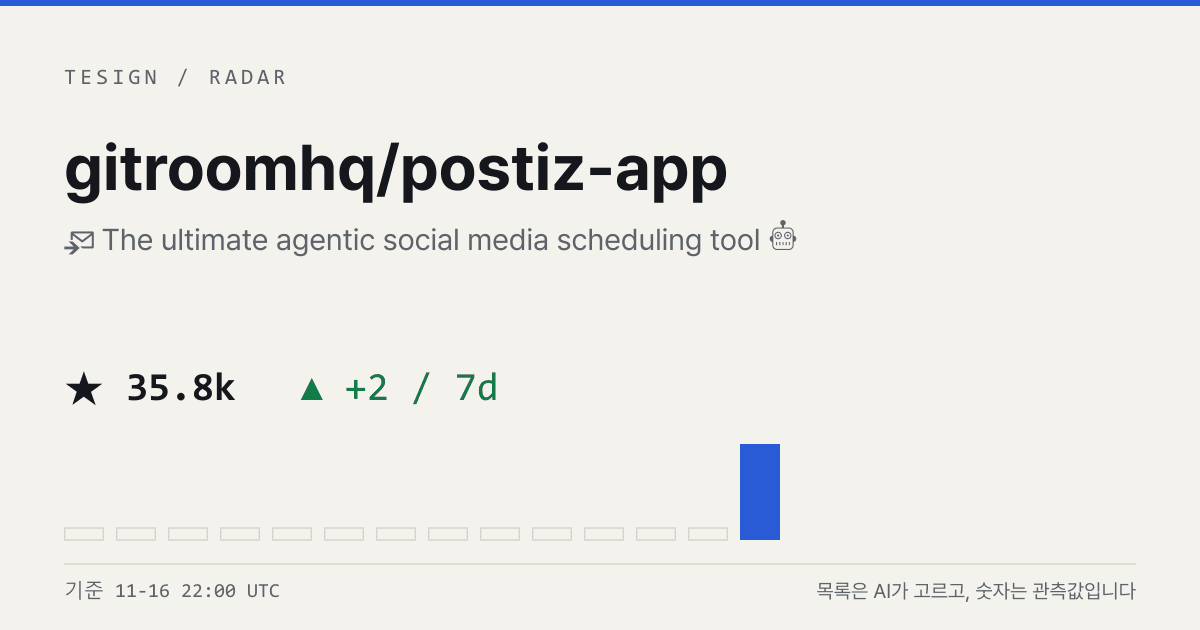 TESIGN / RADAR
gitroomhq/postiz-app
📨 The ultimate agentic social media scheduling tool 🤖
★ 35.8k ▲ +2 / 7d
기준 11-16 22:00 UTC
목록은 AI가 고르고, 숫자는 관측값입니다